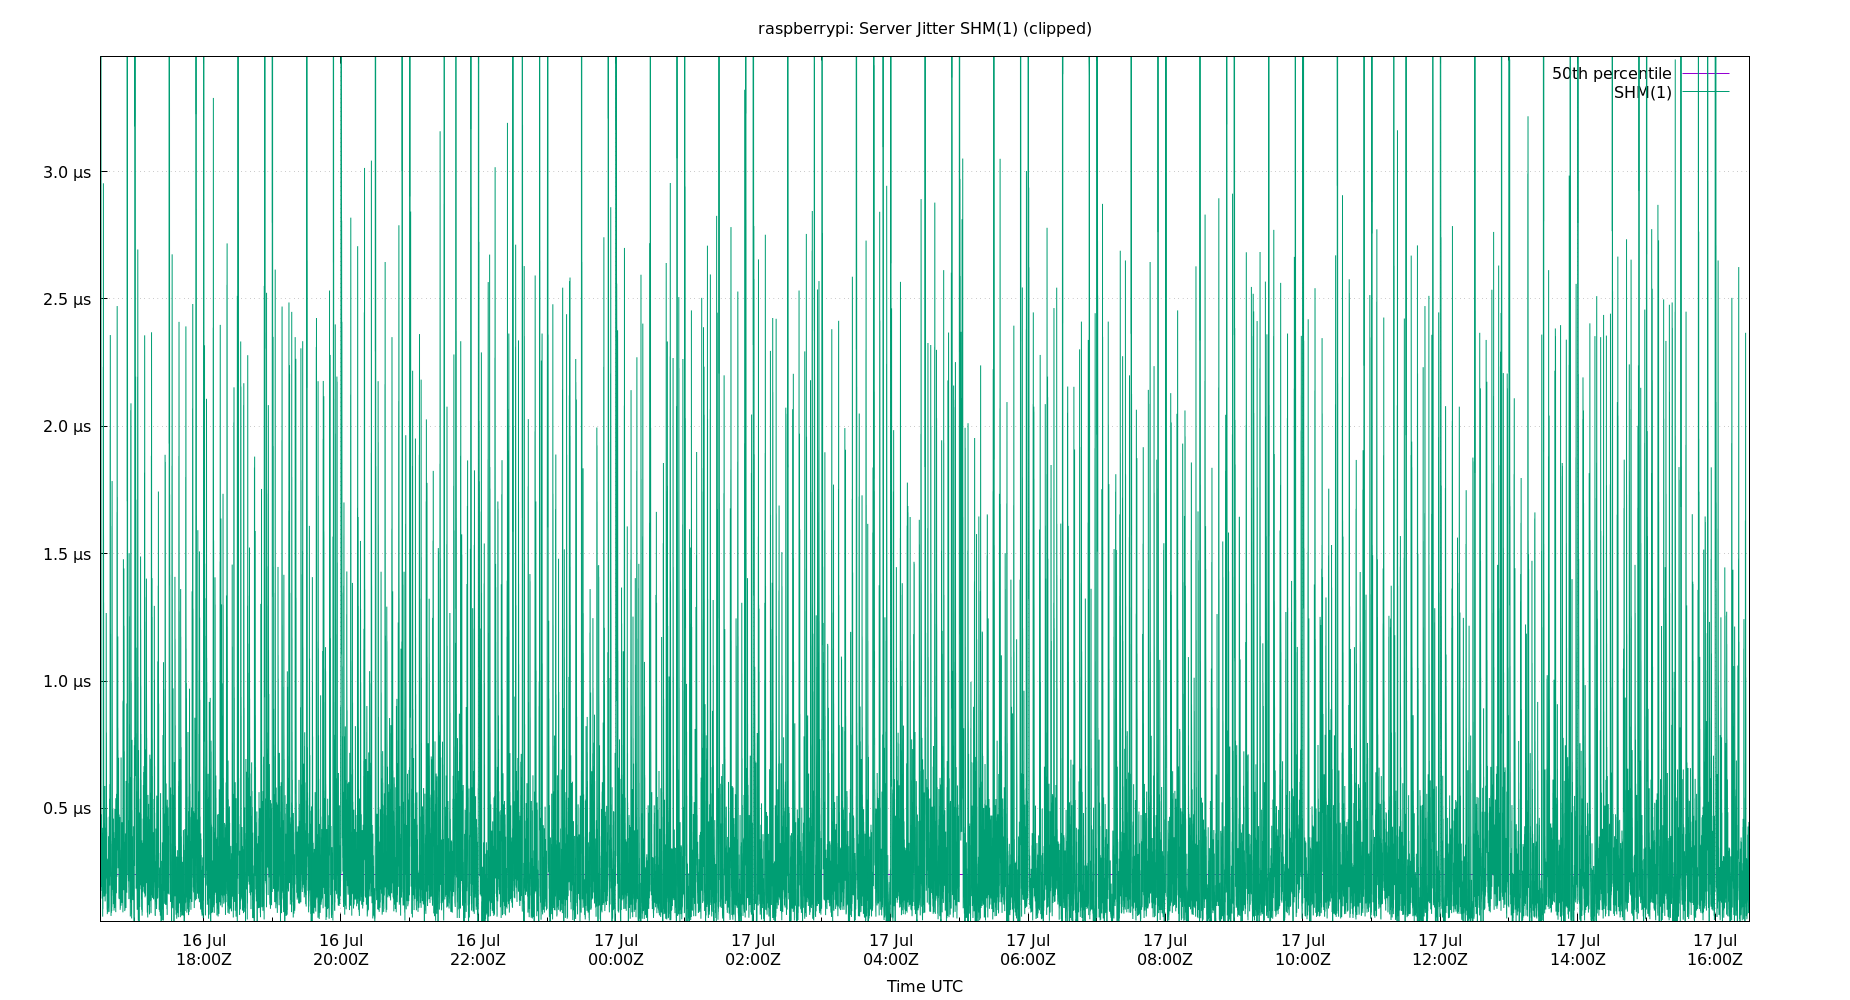 raspberrypi: Server Jitter SHM(1) (clipped)
50th percentile
SHM(1)
3.0 µs
2.5 µs
2.0 µs
1.5 µs
1.0 µs
0.5 µs
16 Jul 16 Jul 16 Jul 17 Jul 17 Jul 17 Jul 17 Jul 17 Jul 17 Jul 17 Jul 17 Jul 17 Jul
18:00Z 20:00Z 22:00Z 00:00Z 02:00Z 04:00Z 06:00Z 08:00Z 10:00Z 12:00Z 14:00Z 16:00Z
Time UTC